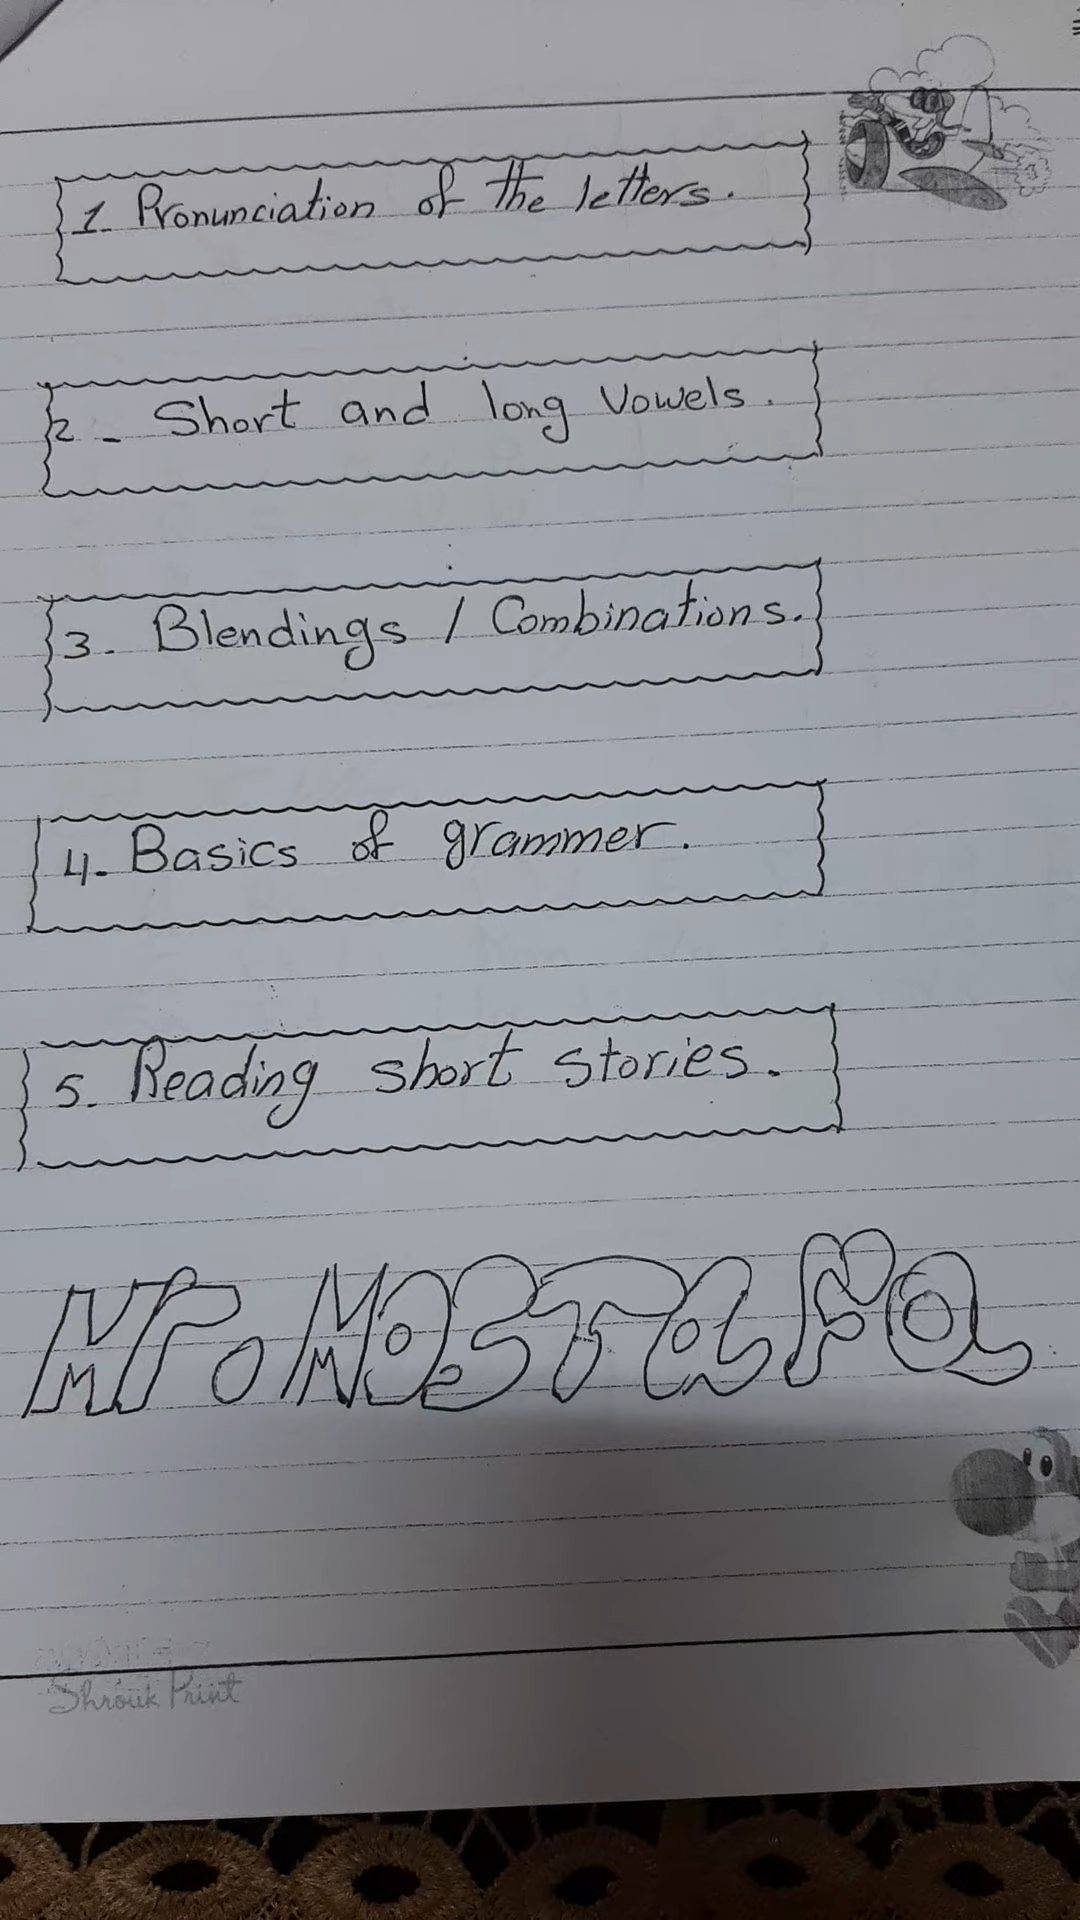 1. Pronunciation of the letters.
2 - Short and long vowels.
3. Blendings / Combinations.
4. Basics of grammer.
5. Reading short stories.
Mr. Mostafa
Shrouk Print